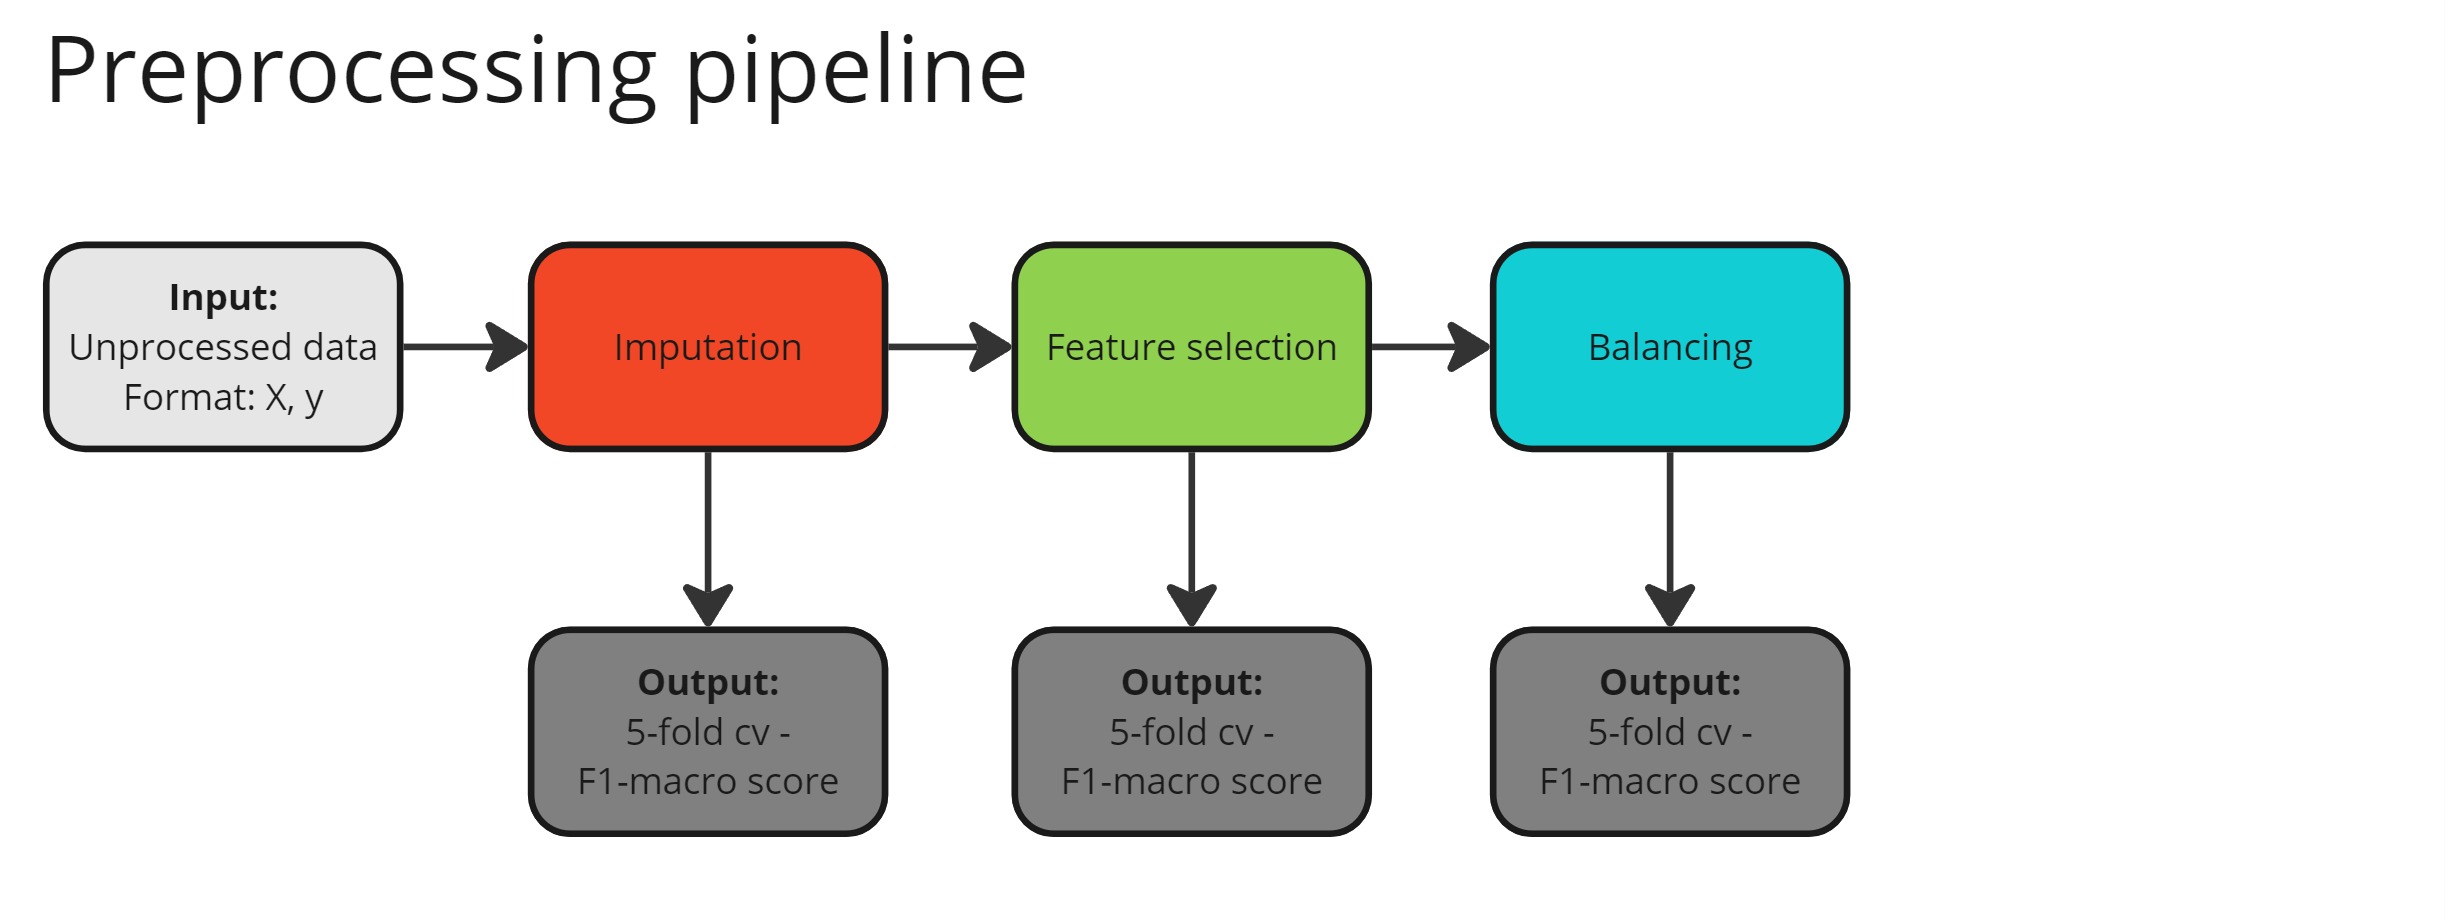 Preprocessing pipeline
Input:
Unprocessed data
Format: X, y
Imputation
Feature selection
Balancing
Output:
5-fold cv -
F1-macro score
Output:
5-fold cv -
F1-macro score
Output:
5-fold cv -
F1-macro score